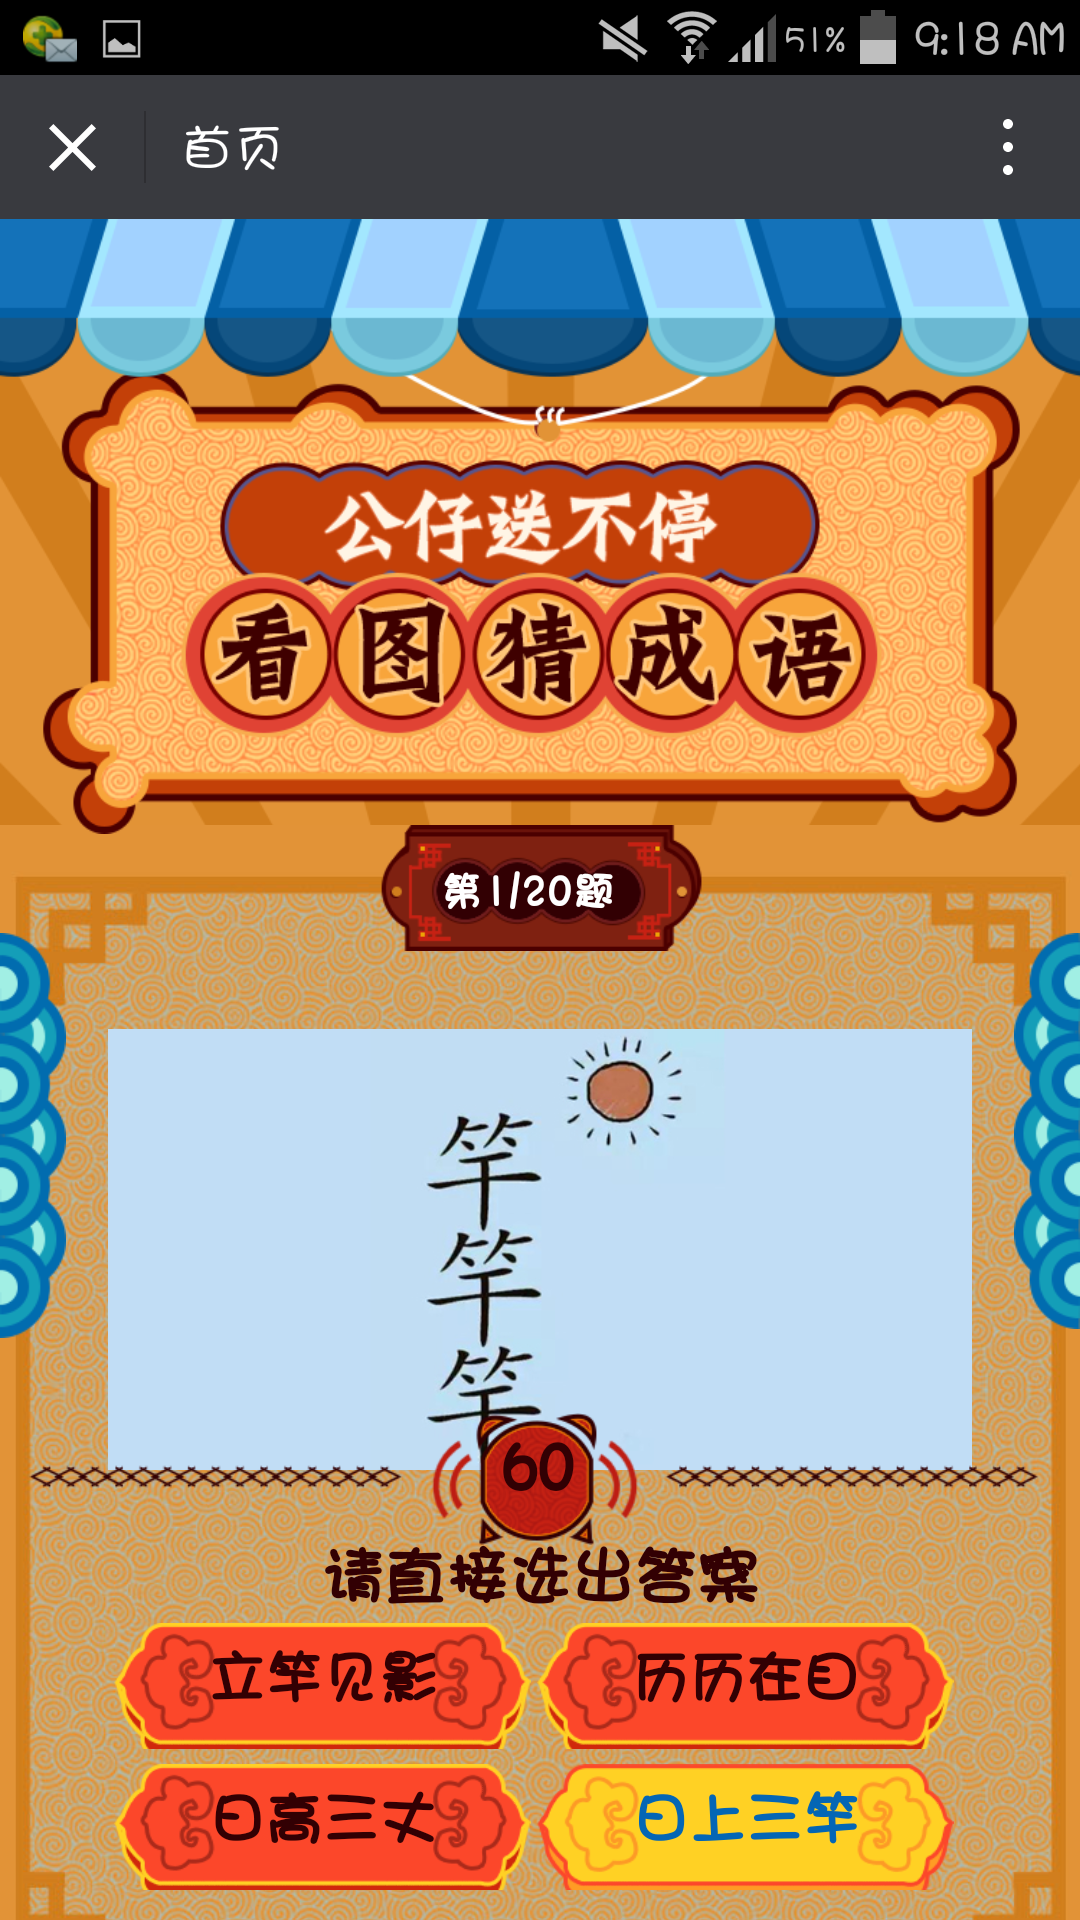 51% 9:18 AM
首页
公仔送不停
看图猜成语
第1/20题
竿
竿
竿
60
请直接选出答案
立竿见影 历历在目
日高三丈 日上三竿